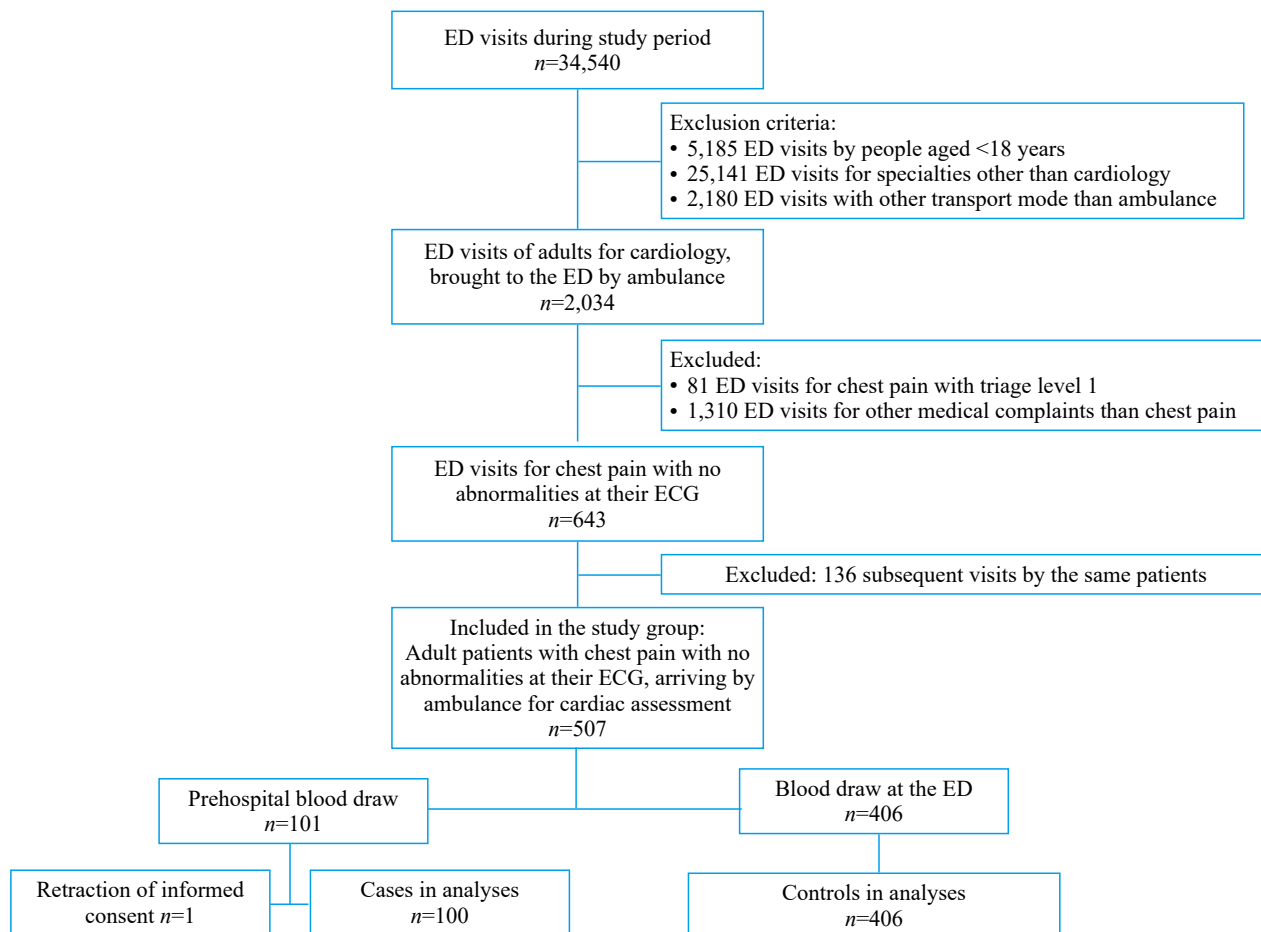 ED visits during study period
n=34,540
Exclusion criteria:
• 5,185 ED visits by people aged <18 years
• 25,141 ED visits for specialties other than cardiology
• 2,180 ED visits with other transport mode than ambulance
ED visits of adults for cardiology,
brought to the ED by ambulance
n=2,034
Excluded:
• 81 ED visits for chest pain with triage level 1
• 1,310 ED visits for other medical complaints than chest pain
ED visits for chest pain with no
abnormalities at their ECG
n=643
Excluded: 136 subsequent visits by the same patients
Included in the study group:
Adult patients with chest pain with no
abnormalities at their ECG, arriving by
ambulance for cardiac assessment
n=507
Prehospital blood draw
n=101
Blood draw at the ED
n=406
Retraction of informed
consent n=1
Cases in analyses
n=100
Controls in analyses
n=406